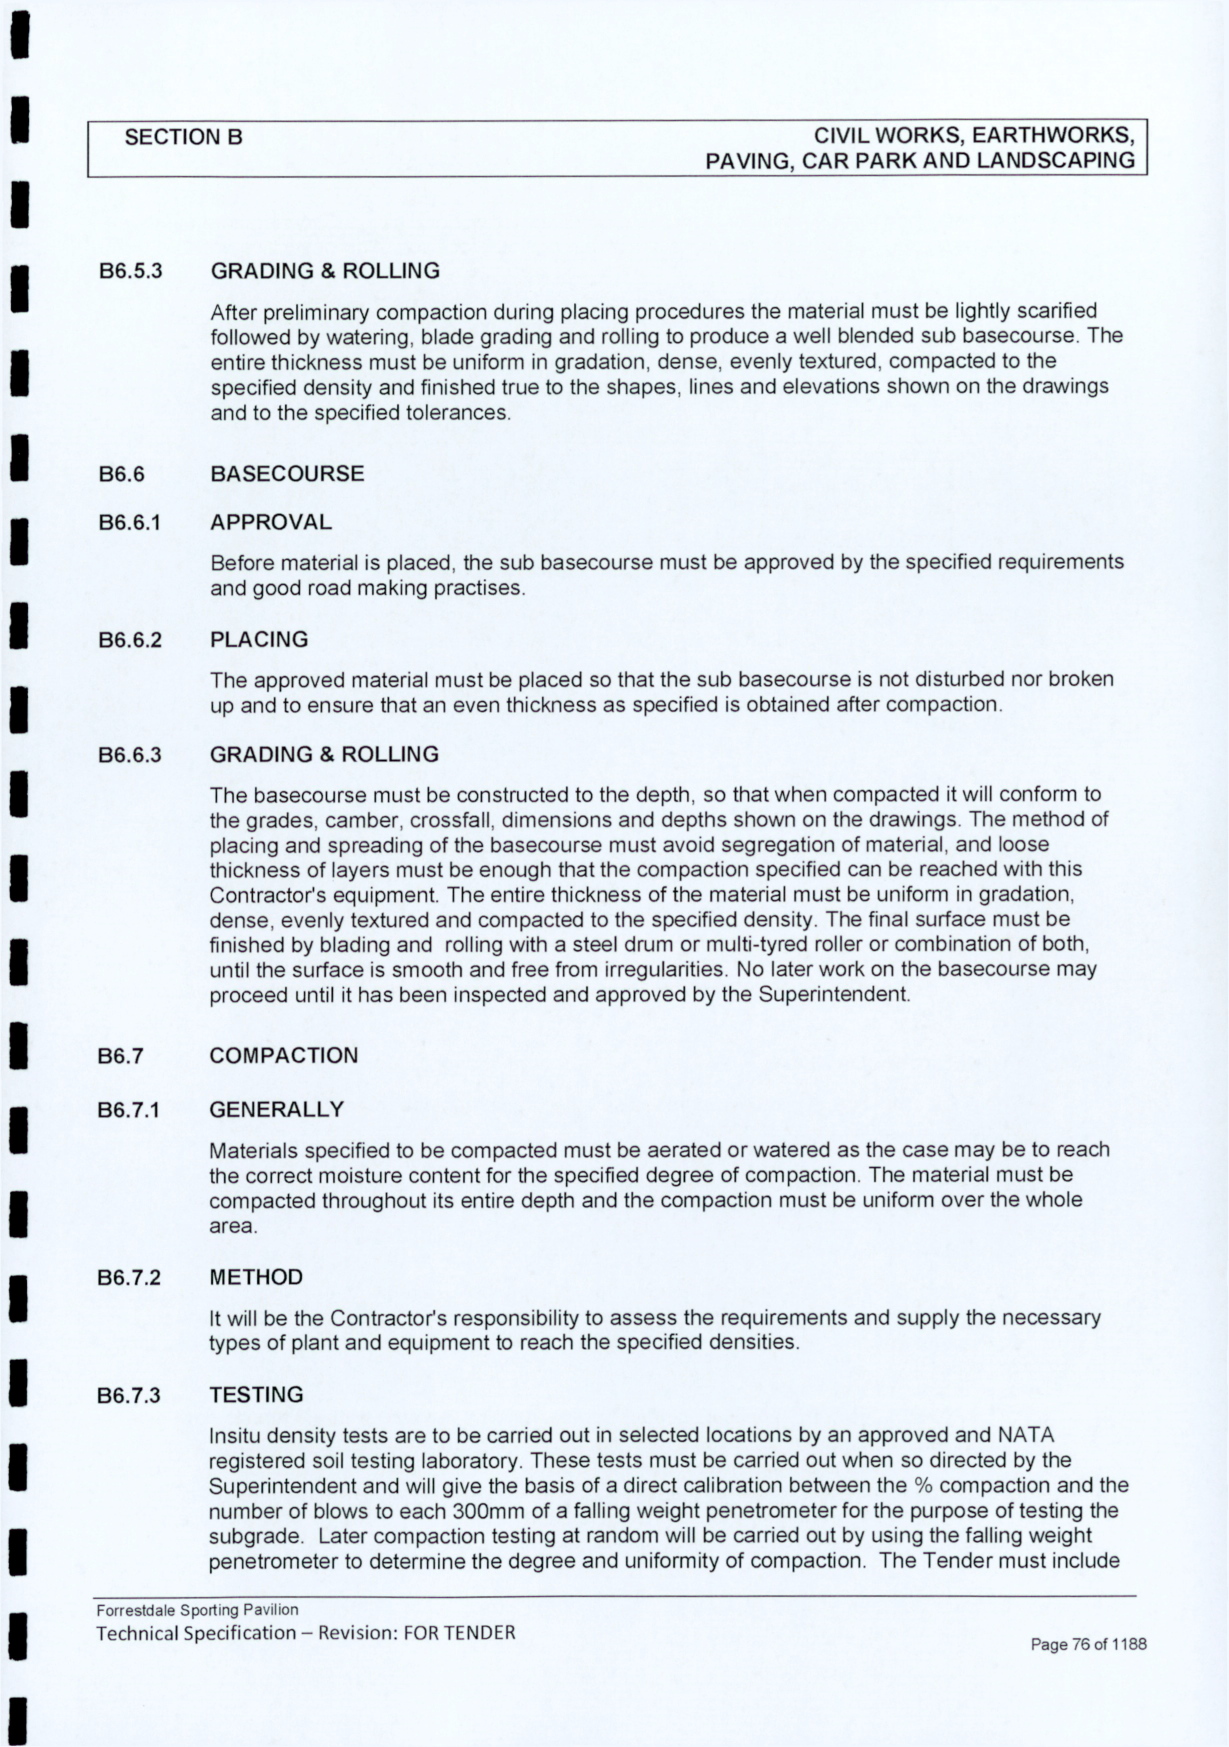 SECTION B
CIVIL WORKS, EARTHWORKS,
PAVING, CAR PARK AND LANDSCAPING
B6.5.3 GRADING & ROLLING
After preliminary compaction during placing procedures the material must be lightly scarified
followed by watering, blade grading and rolling to produce a well blended sub basecourse. The
entire thickness must be uniform in gradation, dense, evenly textured, compacted to the
specified density and finished true to the shapes, lines and elevations shown on the drawings
and to the specified tolerances.
B6.6 BASECOURSE
B6.6.1 APPROVAL
Before material is placed, the sub basecourse must be approved by the specified requirements
and good road making practises.
B6.6.2 PLACING
The approved material must be placed so that the sub basecourse is not disturbed nor broken
up and to ensure that an even thickness as specified is obtained after compaction.
B6.6.3 GRADING & ROLLING
The basecourse must be constructed to the depth, so that when compacted it will conform to
the grades, camber, crossfall, dimensions and depths shown on the drawings. The method of
placing and spreading of the basecourse must avoid segregation of material, and loose
thickness of layers must be enough that the compaction specified can be reached with this
Contractor's equipment. The entire thickness of the material must be uniform in gradation,
dense, evenly textured and compacted to the specified density. The final surface must be
finished by blading and rolling with a steel drum or multi-tyred roller or combination of both,
until the surface is smooth and free from irregularities. No later work on the basecourse may
proceed until it has been inspected and approved by the Superintendent.
B6.7 COMPACTION
B6.7.1 GENERALLY
Materials specified to be compacted must be aerated or watered as the case may be to reach
the correct moisture content for the specified degree of compaction. The material must be
compacted throughout its entire depth and the compaction must be uniform over the whole
area.
B6.7.2 METHOD
It will be the Contractor's responsibility to assess the requirements and supply the necessary
types of plant and equipment to reach the specified densities.
B6.7.3 TESTING
Insitu density tests are to be carried out in selected locations by an approved and NATA
registered soil testing laboratory. These tests must be carried out when so directed by the
Superintendent and will give the basis of a direct calibration between the % compaction and the
number of blows to each 300mm of a falling weight penetrometer for the purpose of testing the
subgrade. Later compaction testing at random will be carried out by using the falling weight
penetrometer to determine the degree and uniformity of compaction. The Tender must include
Forrestdale Sporting Pavilion
Technical Specification – Revision: FOR TENDER
Page 76 of 1188